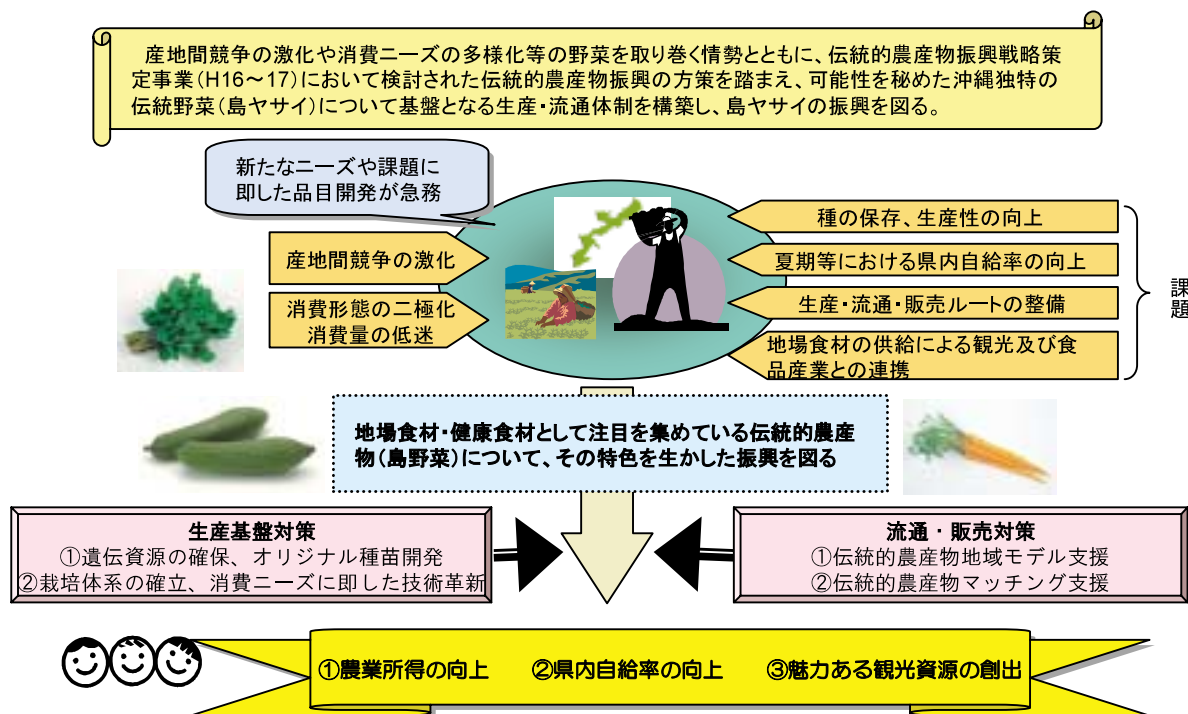 産地間競争の激化や消費ニーズの多様化等の野菜を取り巻く情勢とともに、伝統的農産物振興戦略策
定事業(H16～17)において検討された伝統的農産物振興の方策を踏まえ、可能性を秘めた沖縄独特の
伝統野菜(島ヤサイ)について基盤となる生産・流通体制を構築し、島ヤサイの振興を図る。
新たなニーズや課題に
即した品目開発が急務
産地間競争の激化
消費形態の二極化
消費量の低迷
種の保存、生産性の向上
夏期等における県内自給率の向上
生産・流通・販売ルートの整備
地場食材の供給による観光及び食
品産業との連携
課題
地場食材・健康食材として注目を集めている伝統的農産
物(島野菜)について、その特色を生かした振興を図る
生産基盤対策
①遺伝資源の確保、オリジナル種苗開発
②栽培体系の確立、消費ニーズに即した技術革新
流通・販売対策
①伝統的農産物地域モデル支援
②伝統的農産物マッチング支援
①農業所得の向上 ②県内自給率の向上 ③魅力ある観光資源の創出